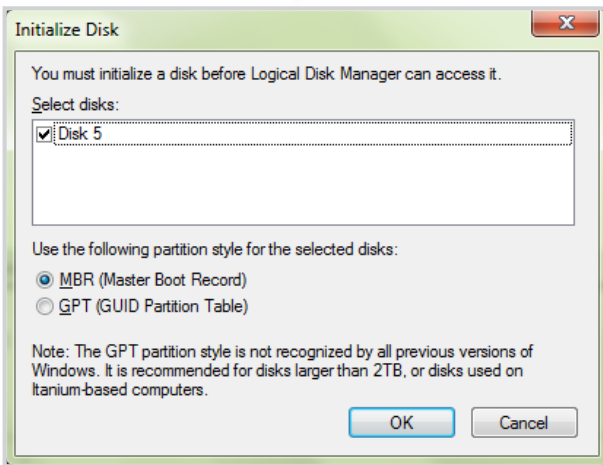 Initialize Disk
You must initialize a disk before Logical Disk Manager can access it.
Select disks:
Disk 5
Use the following partition style for the selected disks:
MBR (Master Boot Record)
GPT (GUID Partition Table)
Note: The GPT partition style is not recognized by all previous versions of
Windows. It is recommended for disks larger than 2TB, or disks used on
Itanium-based computers.
OK Cancel